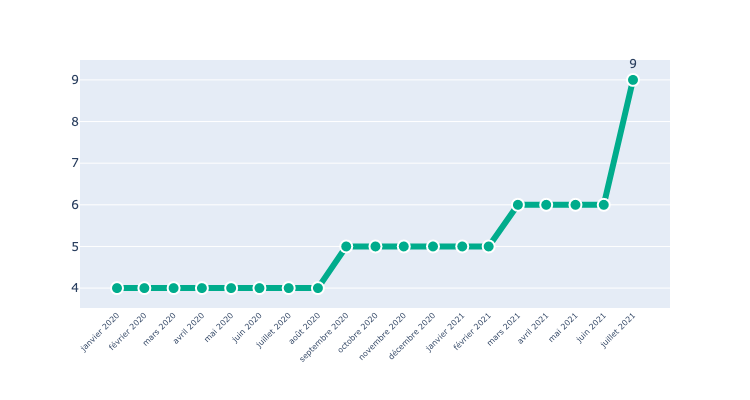 9
9
8
7
6
5
4
janvier 2020
février 2020
mars 2020
avril 2020
mai 2020
juin 2020
juillet 2020
août 2020
septembre 2020
octobre 2020
novembre 2020
décembre 2020
janvier 2021
février 2021
mars 2021
avril 2021
mai 2021
juin 2021
juillet 2021